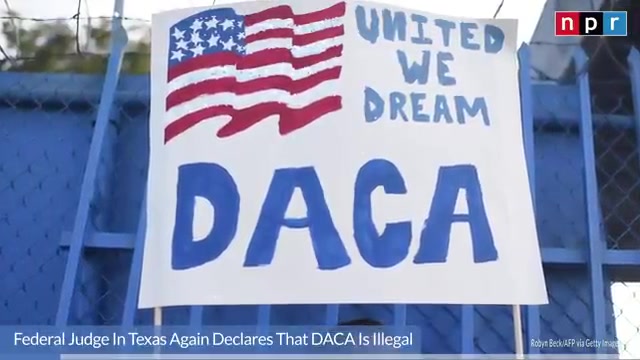 npr
UNITED
WE
DREAM
DACA
Federal Judge In Texas Again Declares That DACA Is Illegal
Robyn Beck/AFP via Getty Images